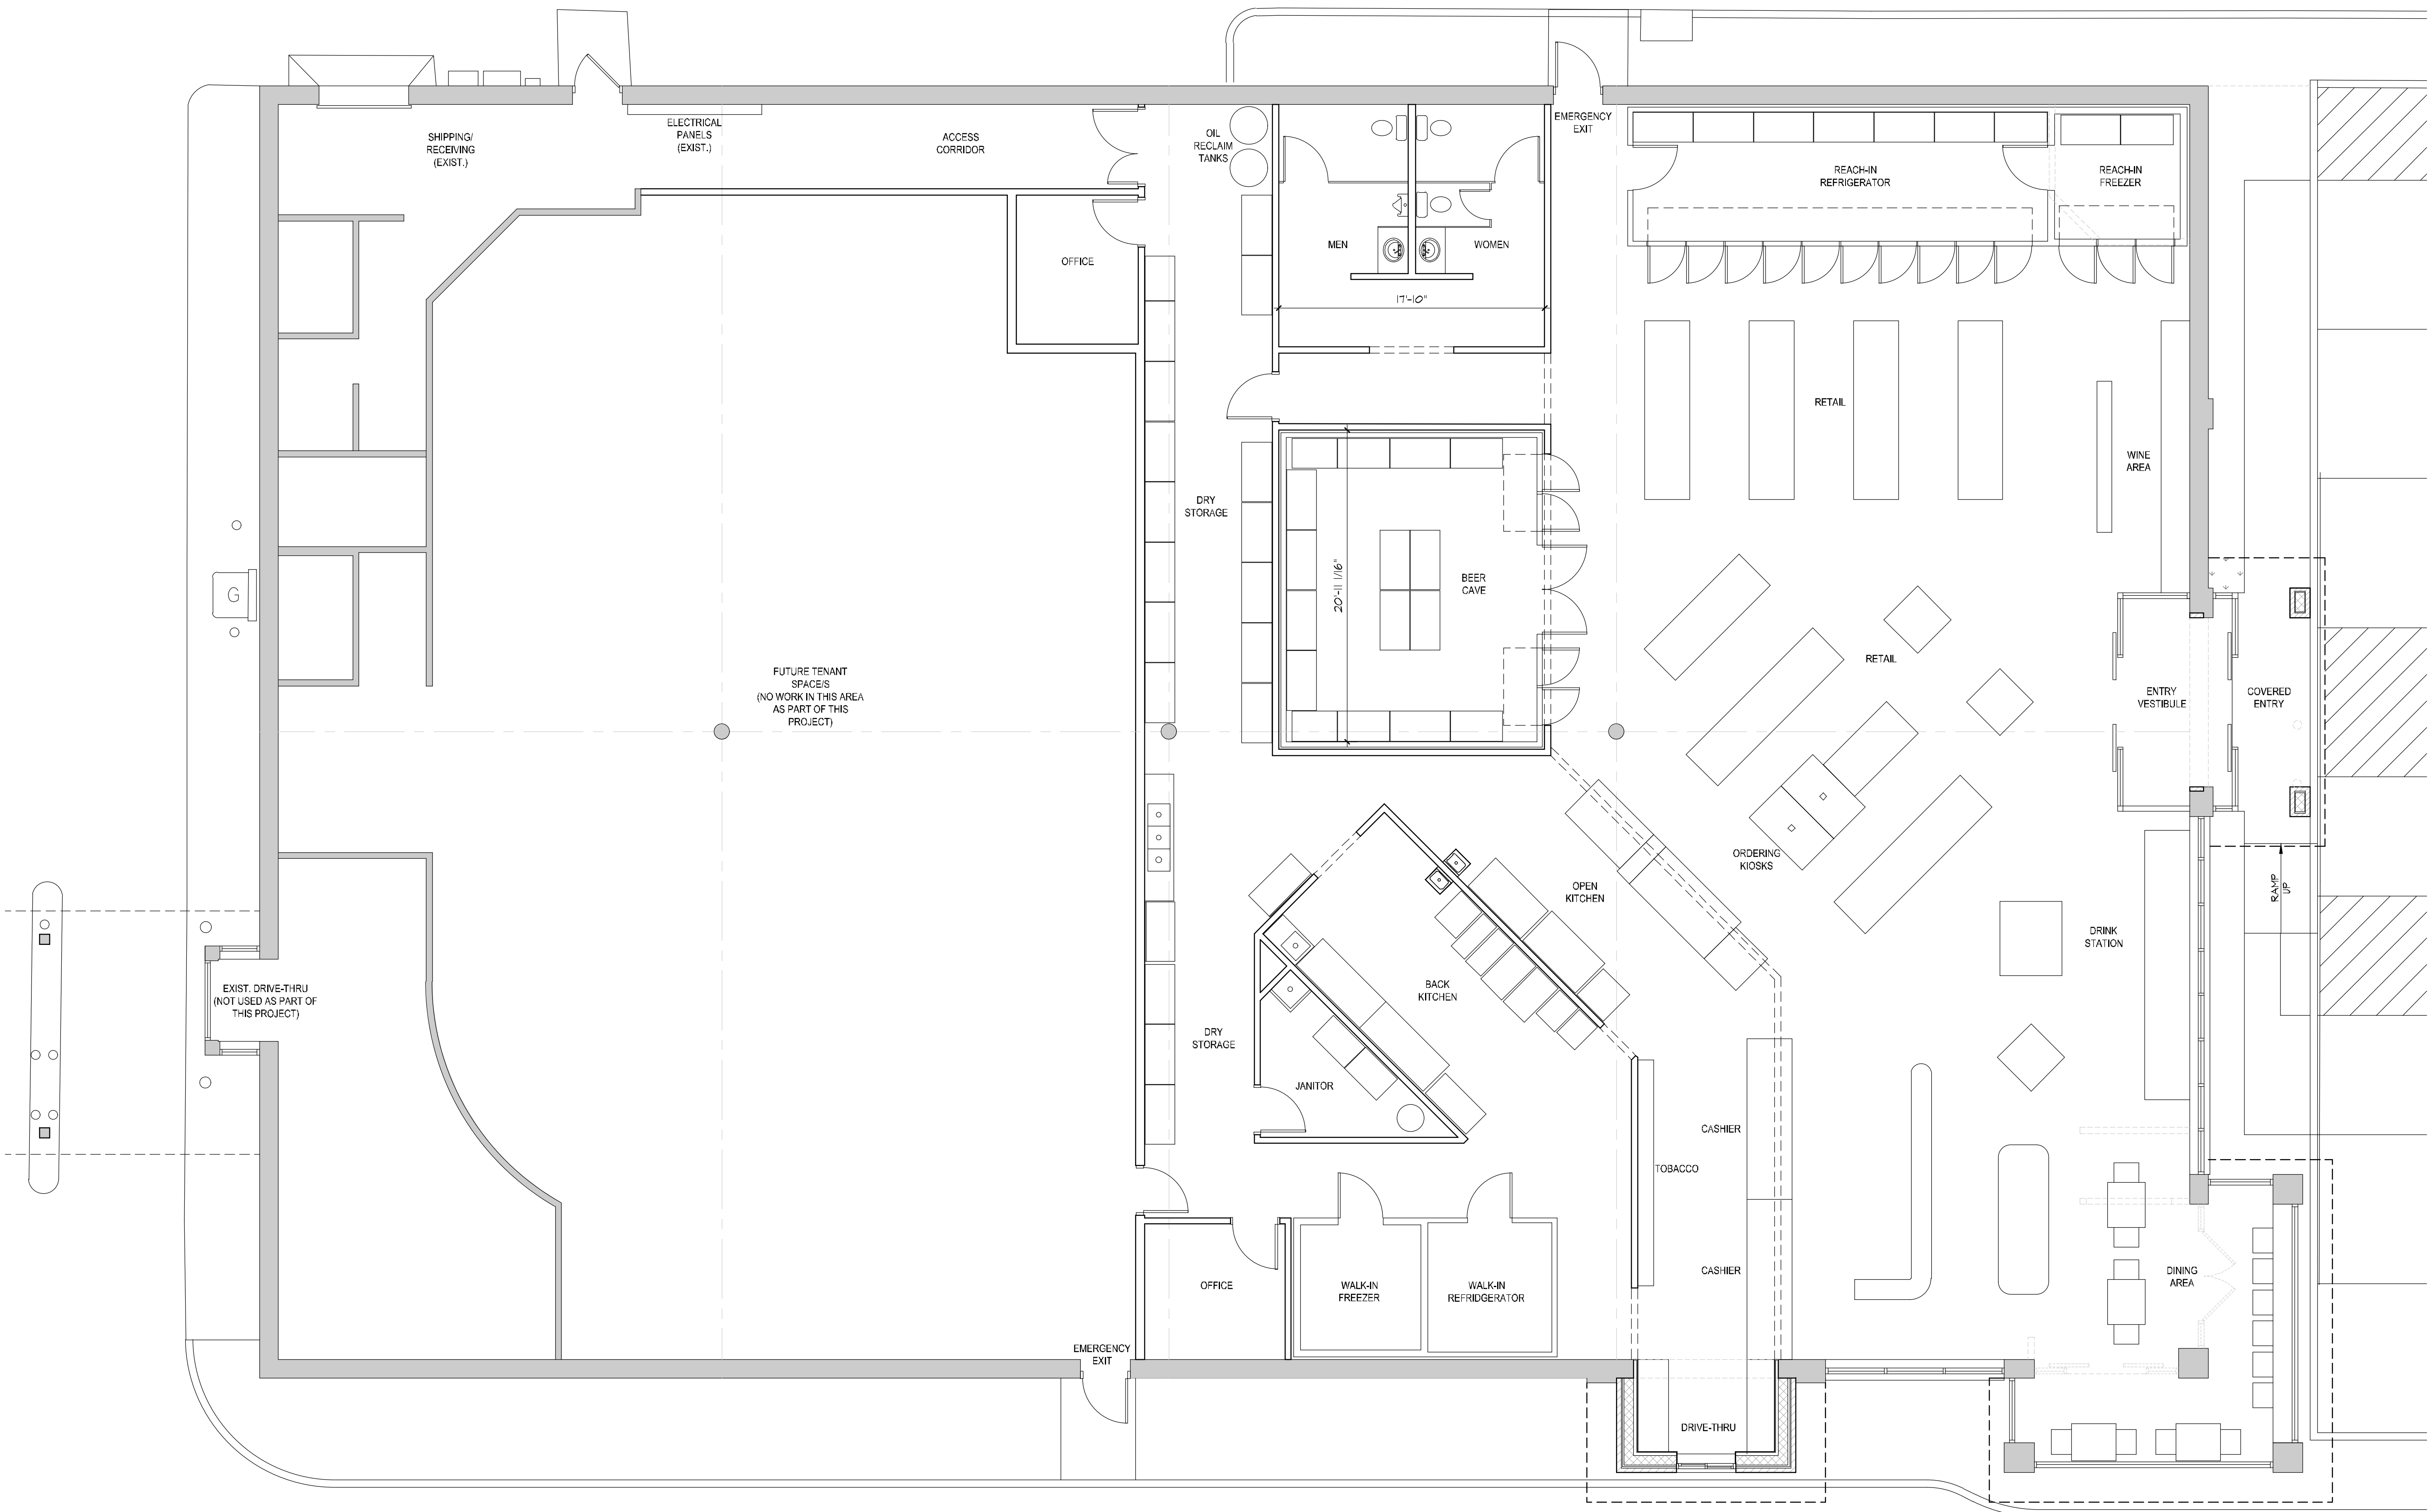 SHIPPING/
RECEIVING
(EXIST.)
ELECTRICAL
PANELS
(EXIST.)
ACCESS
CORRIDOR
OIL
RECLAIM
TANKS
EMERGENCY
EXIT
REACH-IN
REFRIGERATOR
REACH-IN
FREEZER
OFFICE
MEN
WOMEN
17'-10"
RETAIL
WINE
AREA
DRY
STORAGE
20'-11 1/16"
BEER
CAVE
G
FUTURE TENANT
SPACE/S
(NO WORK IN THIS AREA
AS PART OF THIS
PROJECT)
RETAIL
ENTRY
VESTIBULE
COVERED
ENTRY
ORDERING
KIOSKS
OPEN
KITCHEN
RAMP
UP
DRINK
STATION
EXIST. DRIVE-THRU
(NOT USED AS PART OF
THIS PROJECT)
BACK
KITCHEN
DRY
STORAGE
JANITOR
CASHIER
TOBACCO
OFFICE
WALK-IN
FREEZER
WALK-IN
REFRIDGERATOR
CASHIER
DINING
AREA
EMERGENCY
EXIT
DRIVE-THRU